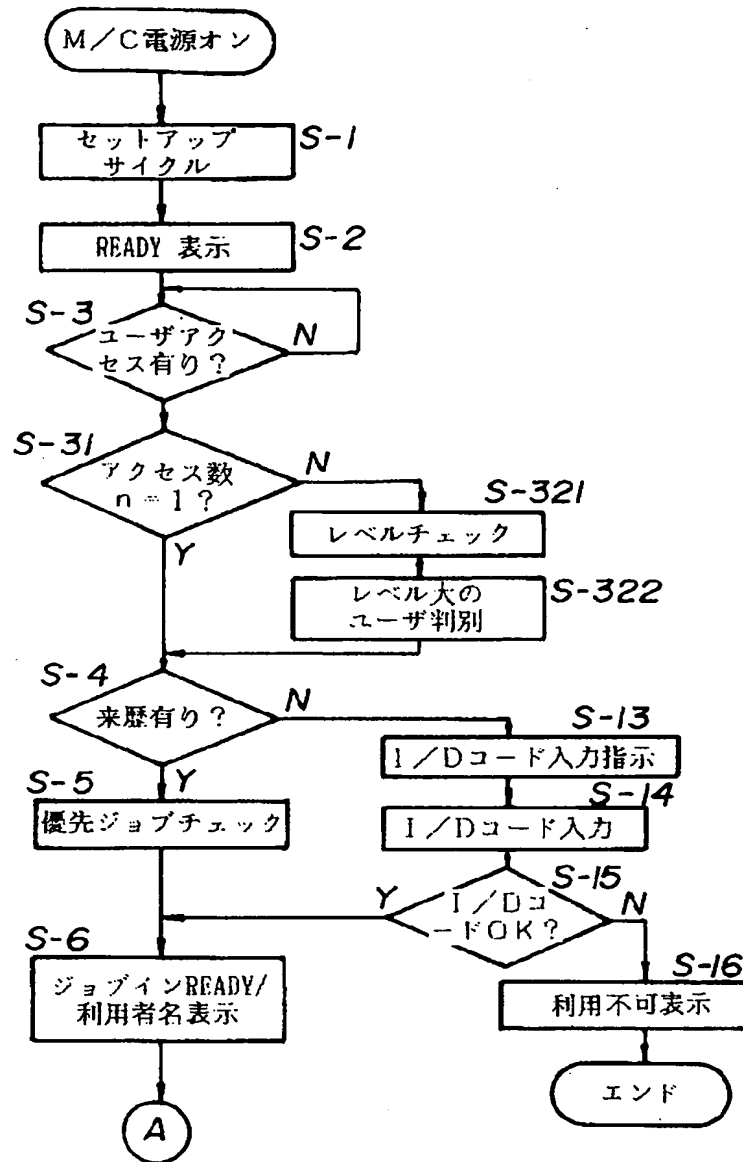 M/C電源オン
セットアップ
サイクル
S-1
READY 表示
S-2
S-3
ユーザアク
セス有り?
N
S-31
アクセス数
n=1?
N
Y
S-321
レベルチェック
レベル大の
ユーザ判別
S-322
S-4
来歴有り?
N
Y
S-13
I/Dコード入力指示
S-5
優先ジョブチェック
S-14
I/Dコード入力
S-15
I/Dコ
ードOK?
Y
N
S-6
ジョブインREADY/
利用者名表示
S-16
利用不可表示
エンド
A